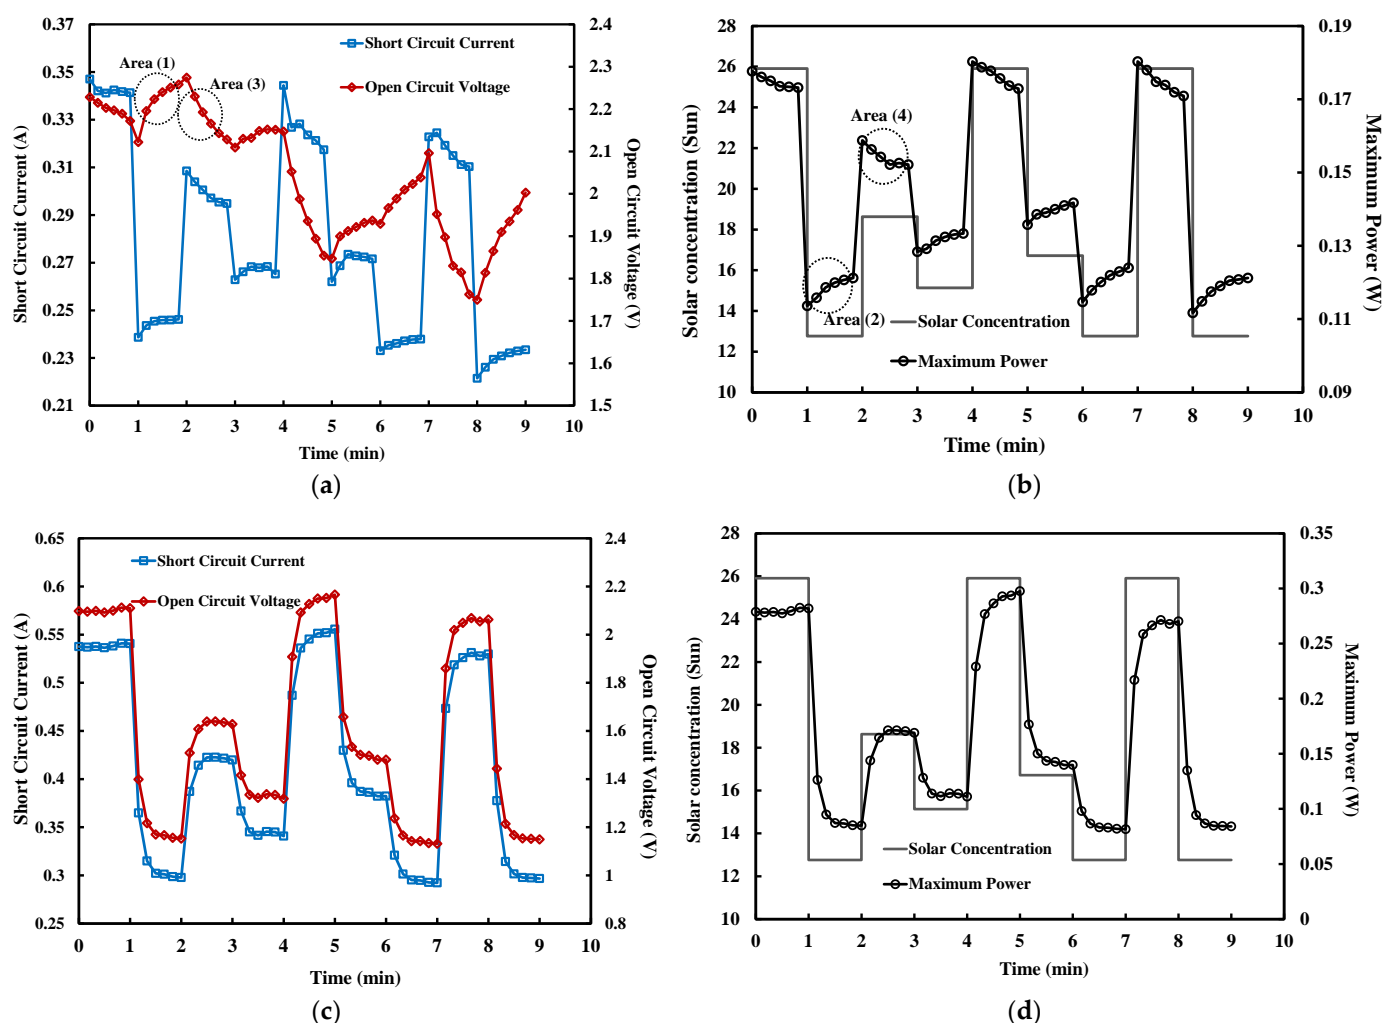 0.37
0.35
0.33
0.31
0.29
0.27
0.25
0.23
0.21
Short Circuit Current (A)
2.4
2.3
2.2
2.1
2
1.9
1.8
1.7
1.6
1.5
Open Circuit Voltage (V)
Short Circuit Current
Open Circuit Voltage
Area (1)
Area (3)
0 1 2 3 4 5 6 7 8 9 10
Time (min)
(a)
28
26
24
22
20
18
16
14
12
10
Solar concentration (Sun)
0.19
0.17
0.15
0.13
0.11
0.09
Maximum Power (W)
Area (4)
Area (2)
Solar Concentration
Maximum Power
0 1 2 3 4 5 6 7 8 9 10
Time (min)
(b)
0.65
0.6
0.55
0.5
0.45
0.4
0.35
0.3
0.25
Short Circuit Current (A)
2.4
2.2
2
1.8
1.6
1.4
1.2
1
0.8
Open Circuit Voltage (V)
Short Circuit Current
Open Circuit Voltage
0 1 2 3 4 5 6 7 8 9 10
Time (min)
(c)
28
26
24
22
20
18
16
14
12
10
Solar concentration (Sun)
0.35
0.3
0.25
0.2
0.15
0.1
0.05
0
Maximum Power (W)
Solar Concentration
Maximum Power
0 1 2 3 4 5 6 7 8 9 10
Time (min)
(d)